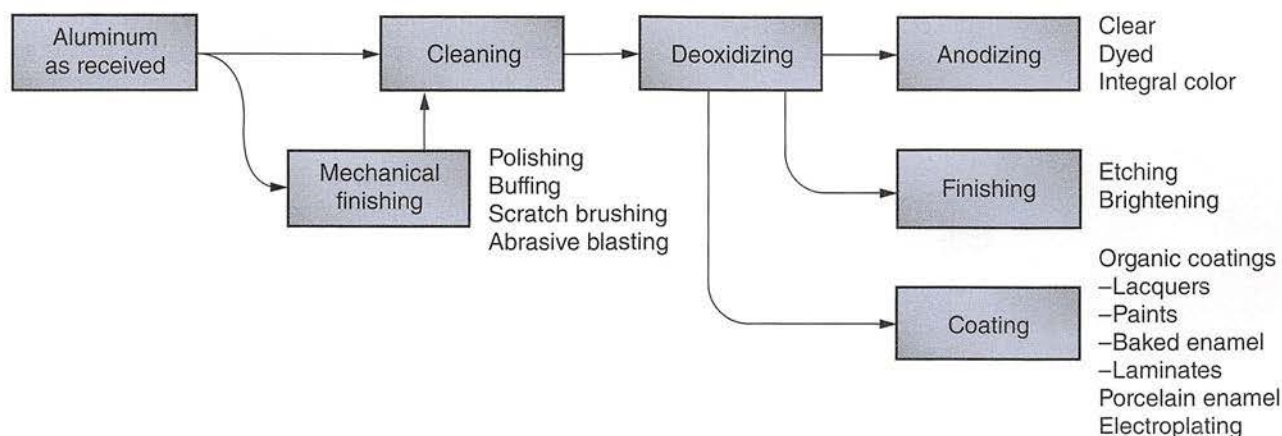 Aluminum
as received
Cleaning
Deoxidizing
Anodizing
Clear
Dyed
Integral color
Mechanical
finishing
Polishing
Buffing
Scratch brushing
Abrasive blasting
Finishing
Etching
Brightening
Coating
Organic coatings
–Lacquers
–Paints
–Baked enamel
–Laminates
Porcelain enamel
Electroplating